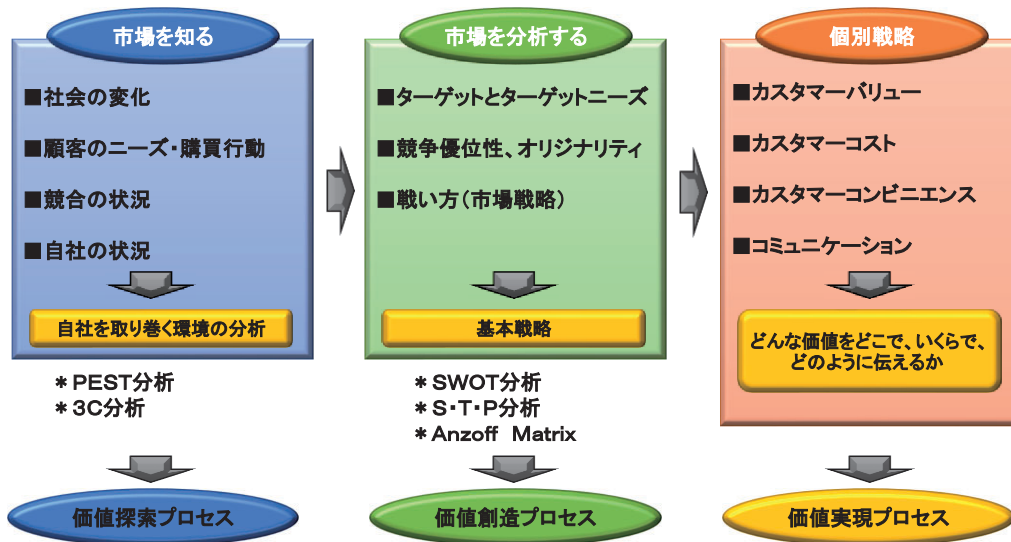 市場を知る
■社会の変化
■顧客のニーズ・購買行動
■競合の状況
■自社の状況
自社を取り巻く環境の分析
＊PEST分析
＊3C分析
価値探索プロセス
市場を分析する
■ターゲットとターゲットニーズ
■競争優位性、オリジナリティ
■戦い方（市場戦略）
基本戦略
＊SWOT分析
＊S・T・P分析
＊Anzoff Matrix
価値創造プロセス
個別戦略
■カスタマーバリュー
■カスタマーコスト
■カスタマーコンビニエンス
■コミュニケーション
どんな価値をどこで、いくらで、
どのように伝えるか
価値実現プロセス